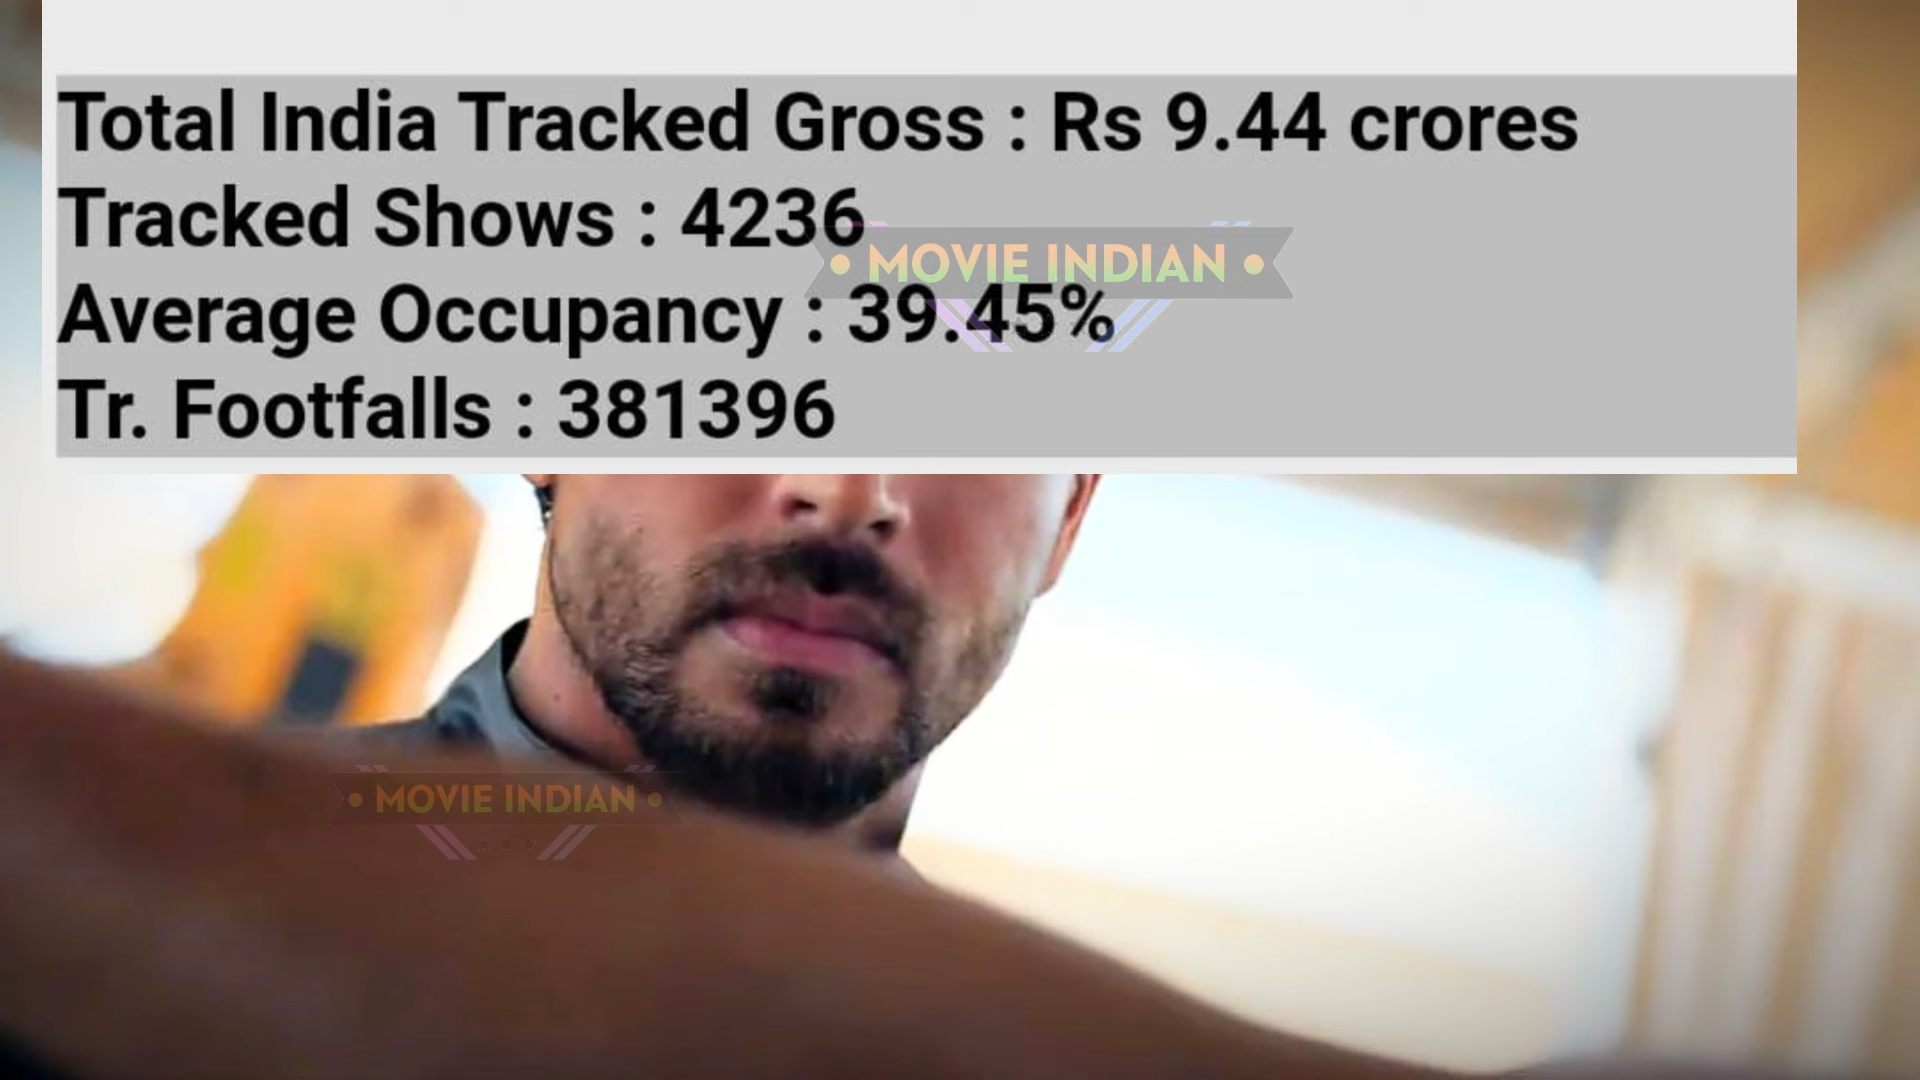 Total India Tracked Gross : Rs 9.44 crores
Tracked Shows : 4236
MOVIE INDIAN
Average Occupancy : 39.45%
Tr. Footfalls : 381396
MOVIE INDIAN